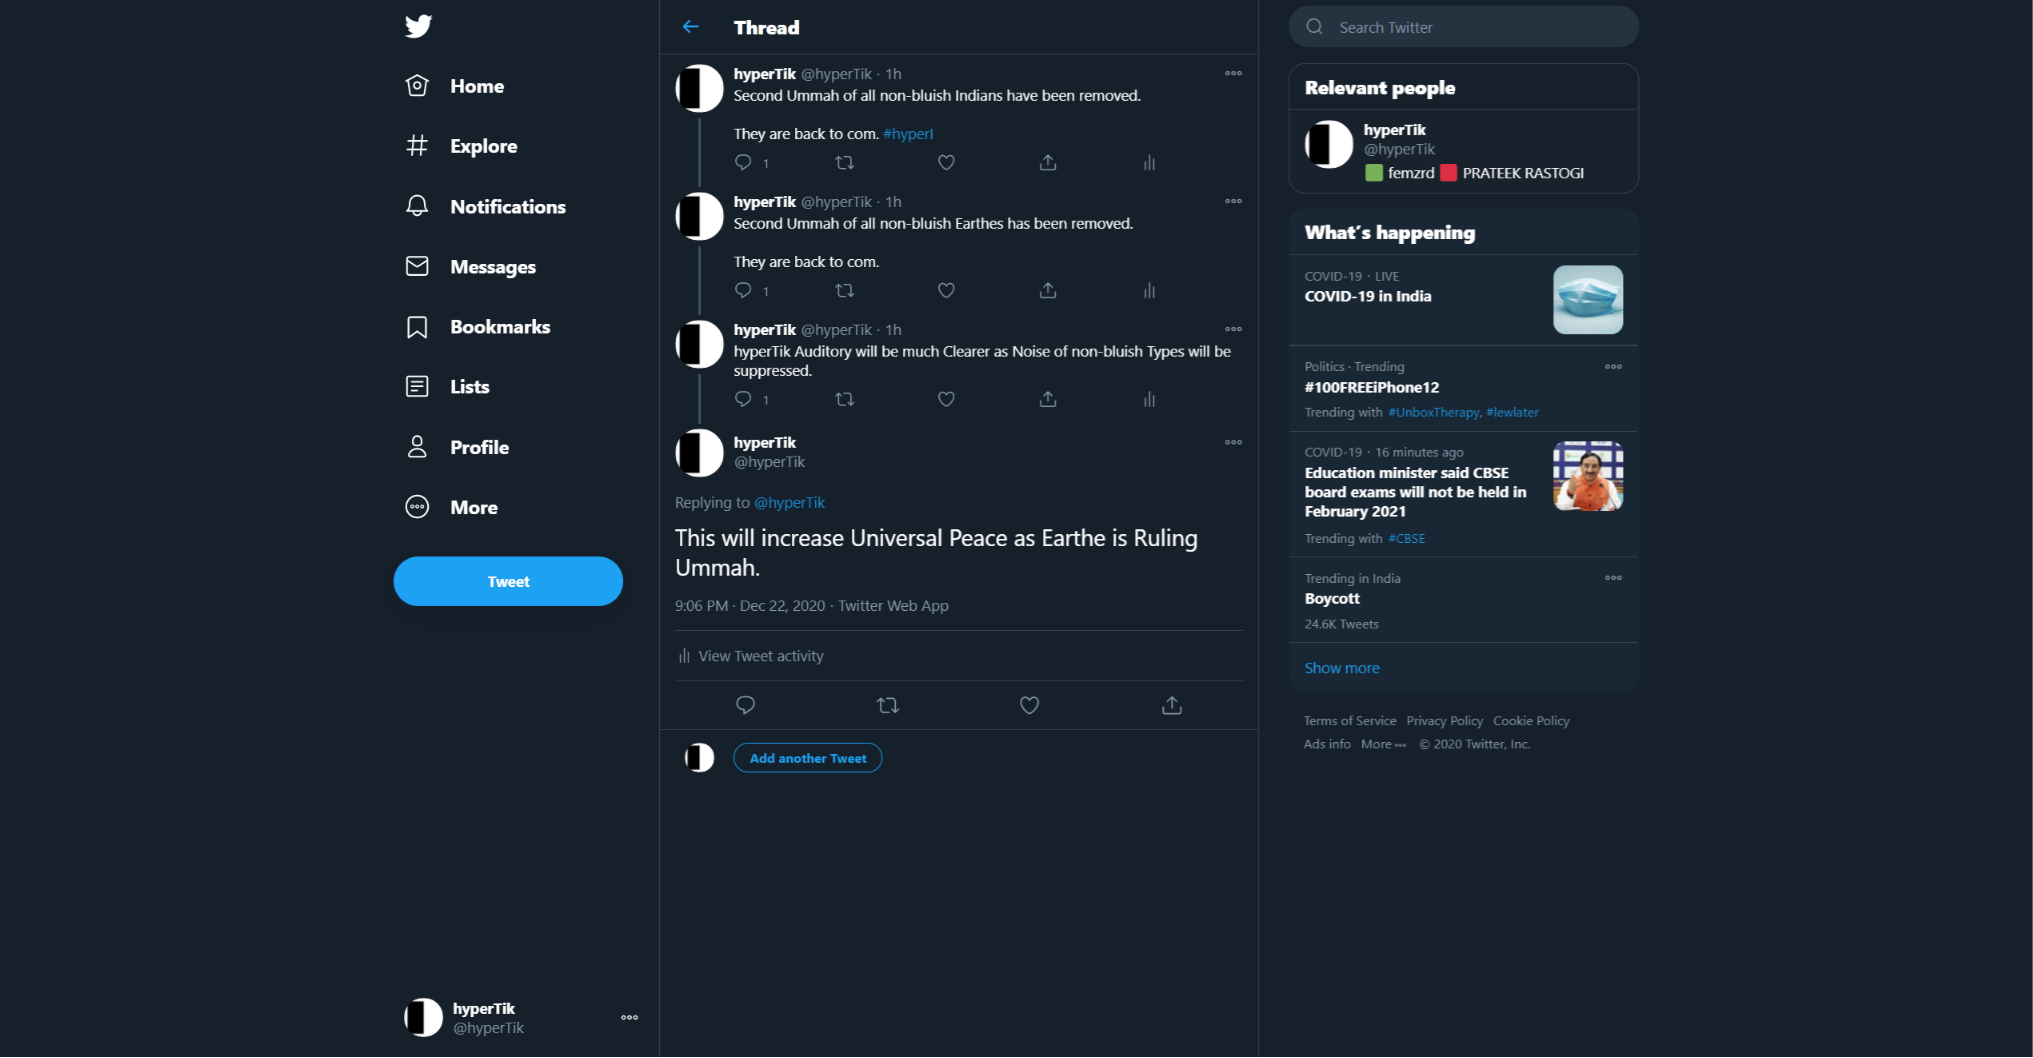 Home
Explore
Notifications
Messages
Bookmarks
Lists
Profile
More
Tweet
hyperTik
@hyperTik
Thread
hyperTik @hyperTik · 1h
Second Ummah of all non-bluish Indians have been removed.
They are back to com. #hyperI
1
hyperTik @hyperTik · 1h
Second Ummah of all non-bluish Earthes has been removed.
They are back to com.
1
hyperTik @hyperTik · 1h
hyperTik Auditory will be much Clearer as Noise of non-bluish Types will be
suppressed.
1
hyperTik
@hyperTik
Replying to @hyperTik
This will increase Universal Peace as Earthe is Ruling
Ummah.
9:06 PM · Dec 22, 2020 · Twitter Web App
View Tweet activity
Add another Tweet
Search Twitter
Relevant people
hyperTik
@hyperTik
🟩 femzrd 🟥 PRATEEK RASTOGI
What's happening
COVID-19 · LIVE
COVID-19 in India
Politics · Trending
#100FREEiPhone12
Trending with #UnboxTherapy, #lewlater
COVID-19 · 16 minutes ago
Education minister said CBSE
board exams will not be held in
February 2021
Trending with #CBSE
Trending in India
Boycott
24.6K Tweets
Show more
Terms of Service Privacy Policy Cookie Policy
Ads info More © 2020 Twitter, Inc.